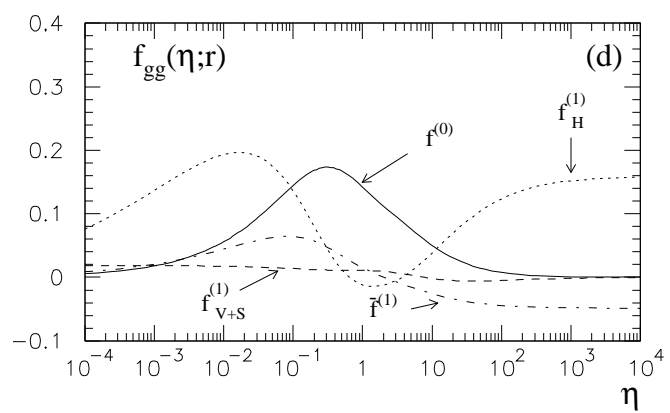 0.4
f_gg(η;r) (d)
0.3
f_H^(1)
f^(0)
0.2
0.1
0
f_V+S^(1) f̄^(1)
−0.1
10^−4 10^−3 10^−2 10^−1 1 10 10^2 10^3 10^4
η